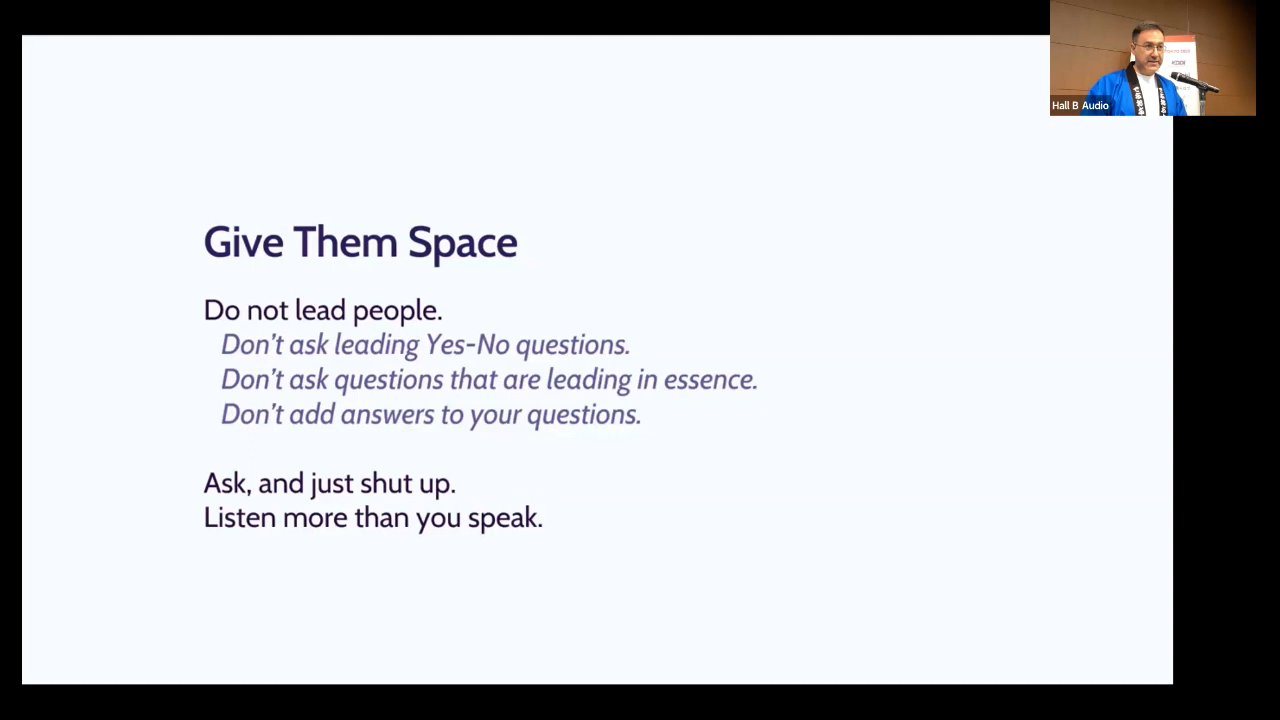 Give Them Space
Do not lead people.
Don't ask leading Yes-No questions.
Don't ask questions that are leading in essence.
Don't add answers to your questions.
Ask, and just shut up.
Listen more than you speak.
Hall B Audio